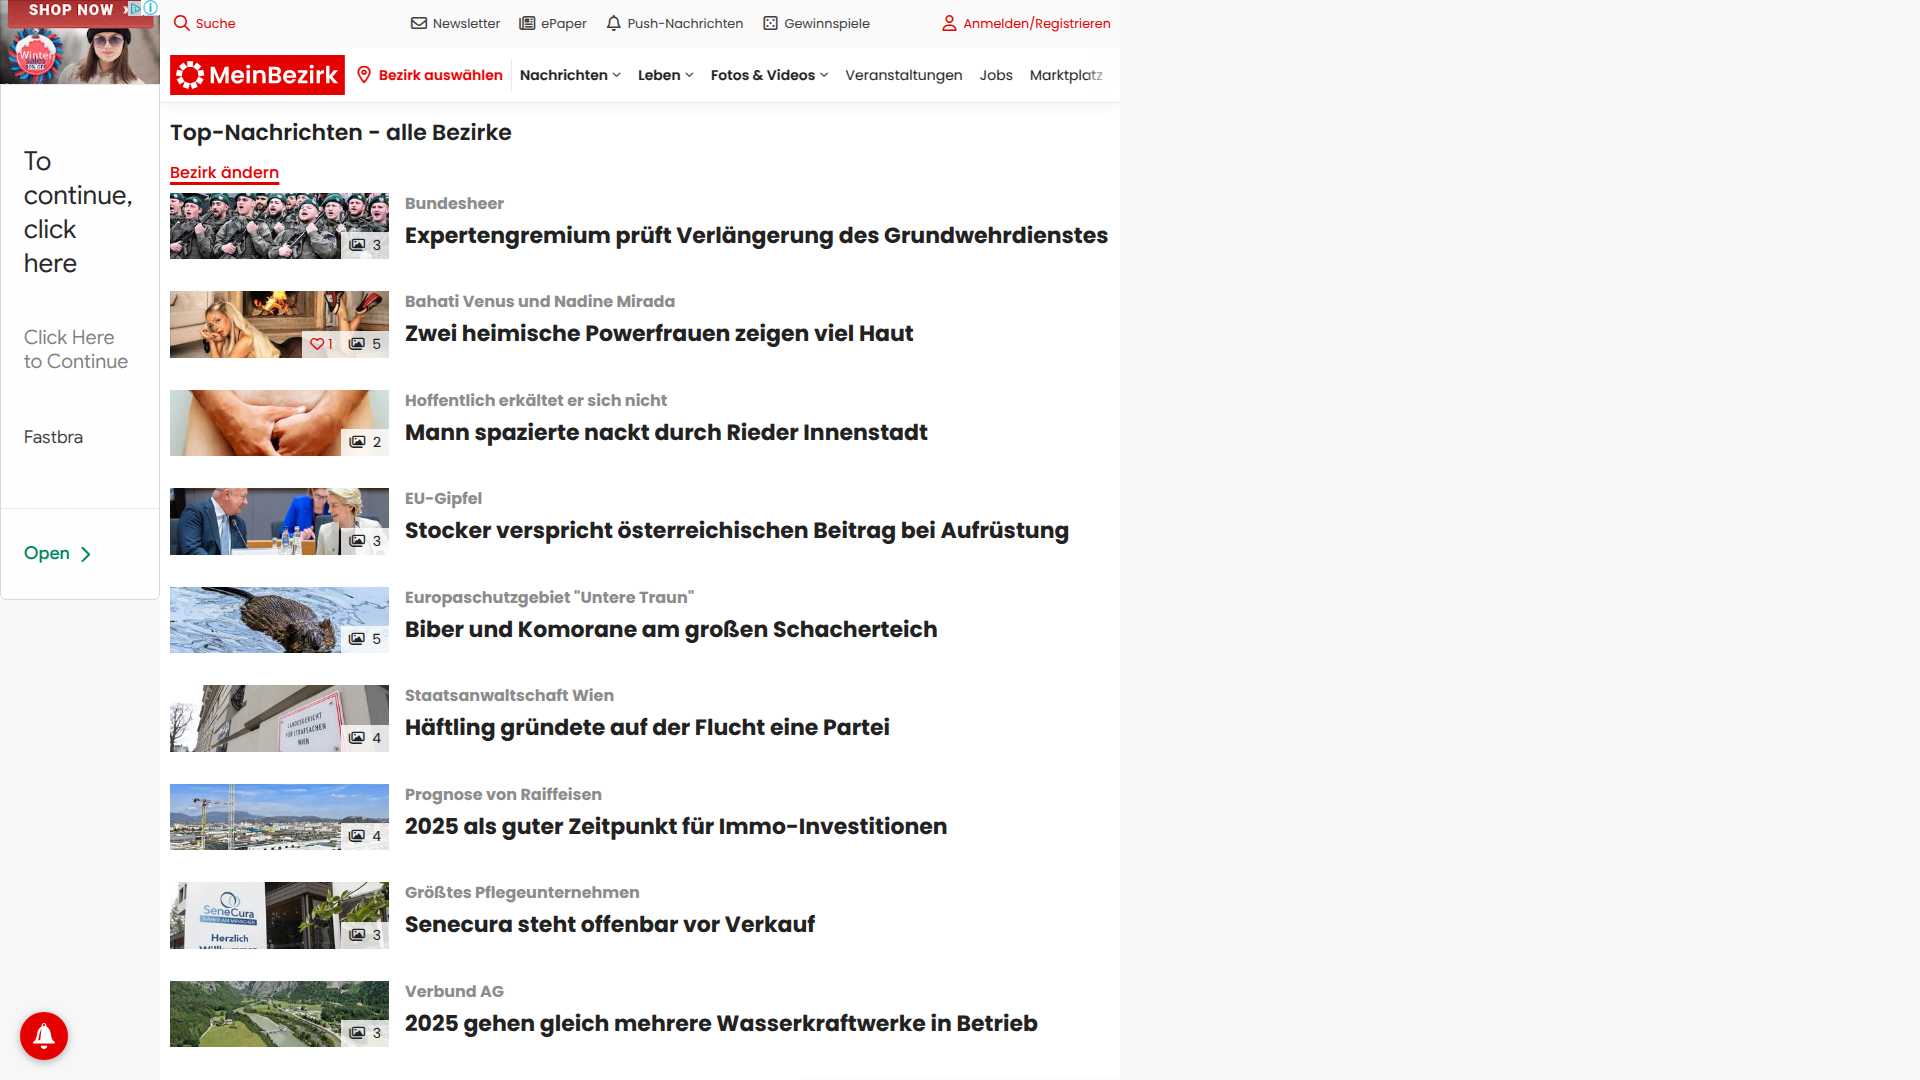 SHOP NOW
Winter
Suche
Newsletter
ePaper
Push-Nachrichten
Gewinnspiele
Anmelden/Registrieren
MeinBezirk
Bezirk auswählen
Nachrichten
Leben
Fotos & Videos
Veranstaltungen
Jobs
Marktplatz
To
continue,
click
here
Click Here
to Continue
Fastbra
Open
Top-Nachrichten - alle Bezirke
Bezirk ändern
3
Bundesheer
Expertengremium prüft Verlängerung des Grundwehrdienstes
1
5
Bahati Venus und Nadine Mirada
Zwei heimische Powerfrauen zeigen viel Haut
2
Hoffentlich erkältet er sich nicht
Mann spazierte nackt durch Rieder Innenstadt
3
EU-Gipfel
Stocker verspricht österreichischen Beitrag bei Aufrüstung
5
Europaschutzgebiet "Untere Traun"
Biber und Komorane am großen Schacherteich
LANDESGERICHT
FÜR STRAFSACHEN
WIEN
4
Staatsanwaltschaft Wien
Häftling gründete auf der Flucht eine Partei
4
Prognose von Raiffeisen
2025 als guter Zeitpunkt für Immo-Investitionen
SeneCura
Herzlich
3
Größtes Pflegeunternehmen
Senecura steht offenbar vor Verkauf
3
Verbund AG
2025 gehen gleich mehrere Wasserkraftwerke in Betrieb